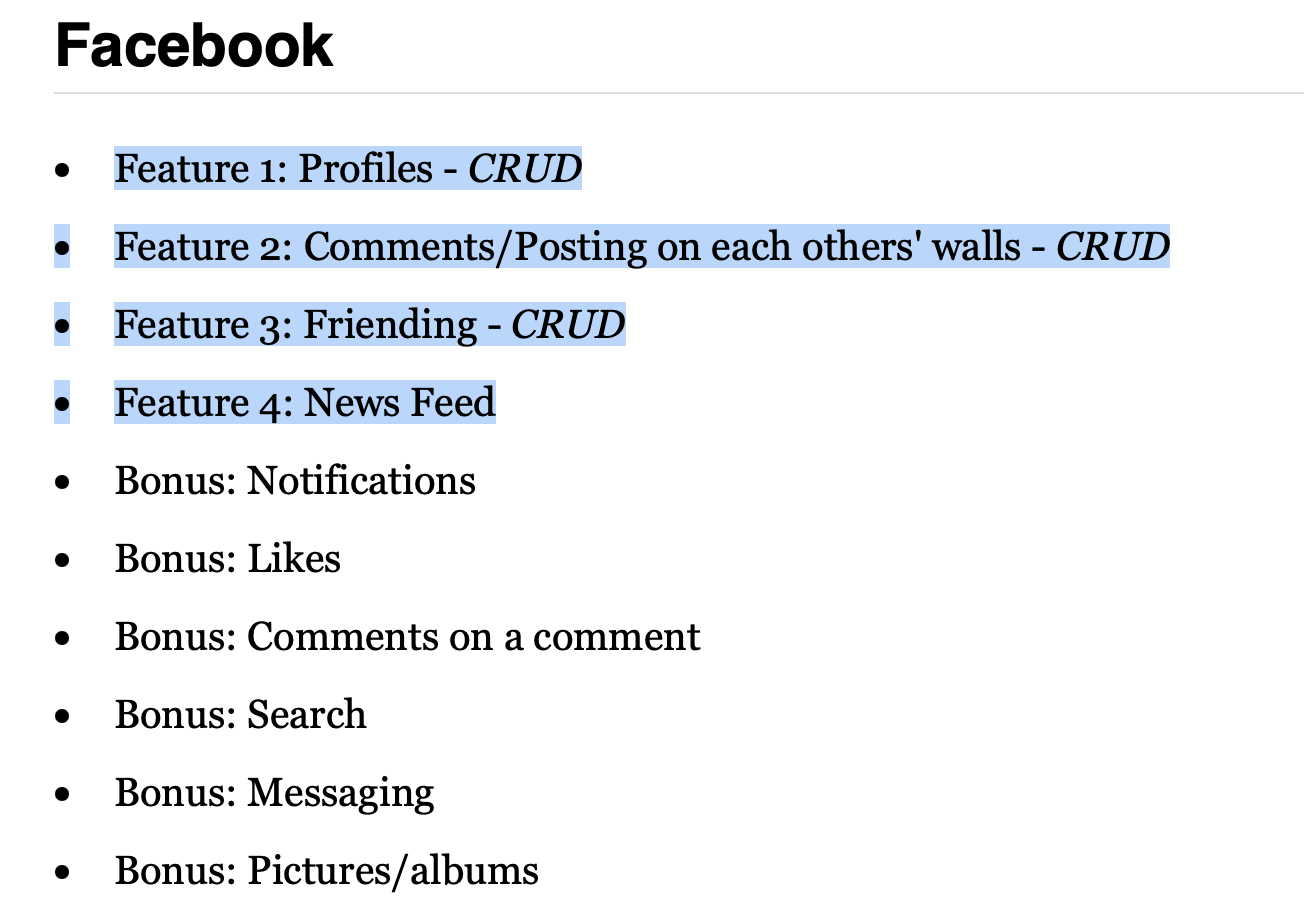 Facebook
• Feature 1: Profiles - CRUD
• Feature 2: Comments/Posting on each others' walls - CRUD
• Feature 3: Friending - CRUD
• Feature 4: News Feed
• Bonus: Notifications
• Bonus: Likes
• Bonus: Comments on a comment
• Bonus: Search
• Bonus: Messaging
• Bonus: Pictures/albums